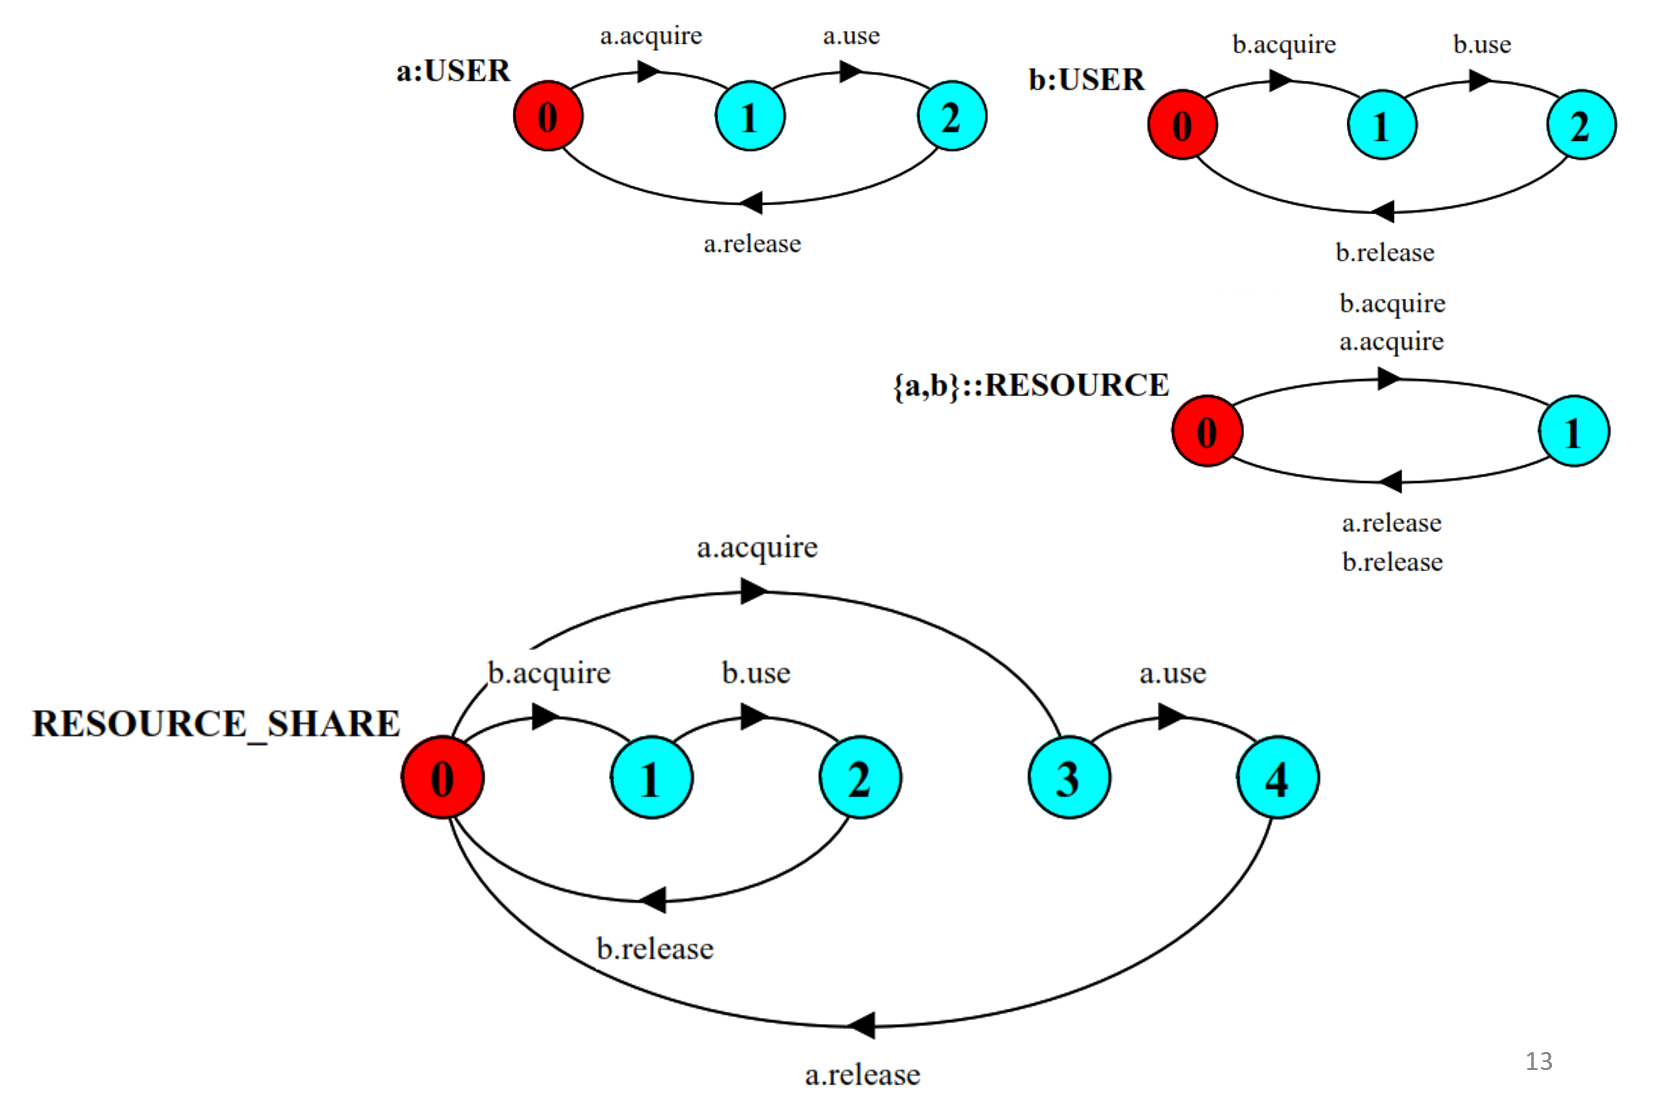 a.acquire
a.use
a:USER
0
1
2
a.release
b.acquire
b.use
b:USER
0
1
2
b.release
b.acquire
a.acquire
{a,b}::RESOURCE
0
1
a.release
b.release
a.acquire
b.acquire
b.use
a.use
RESOURCE_SHARE
0
1
2
3
4
b.release
a.release
13